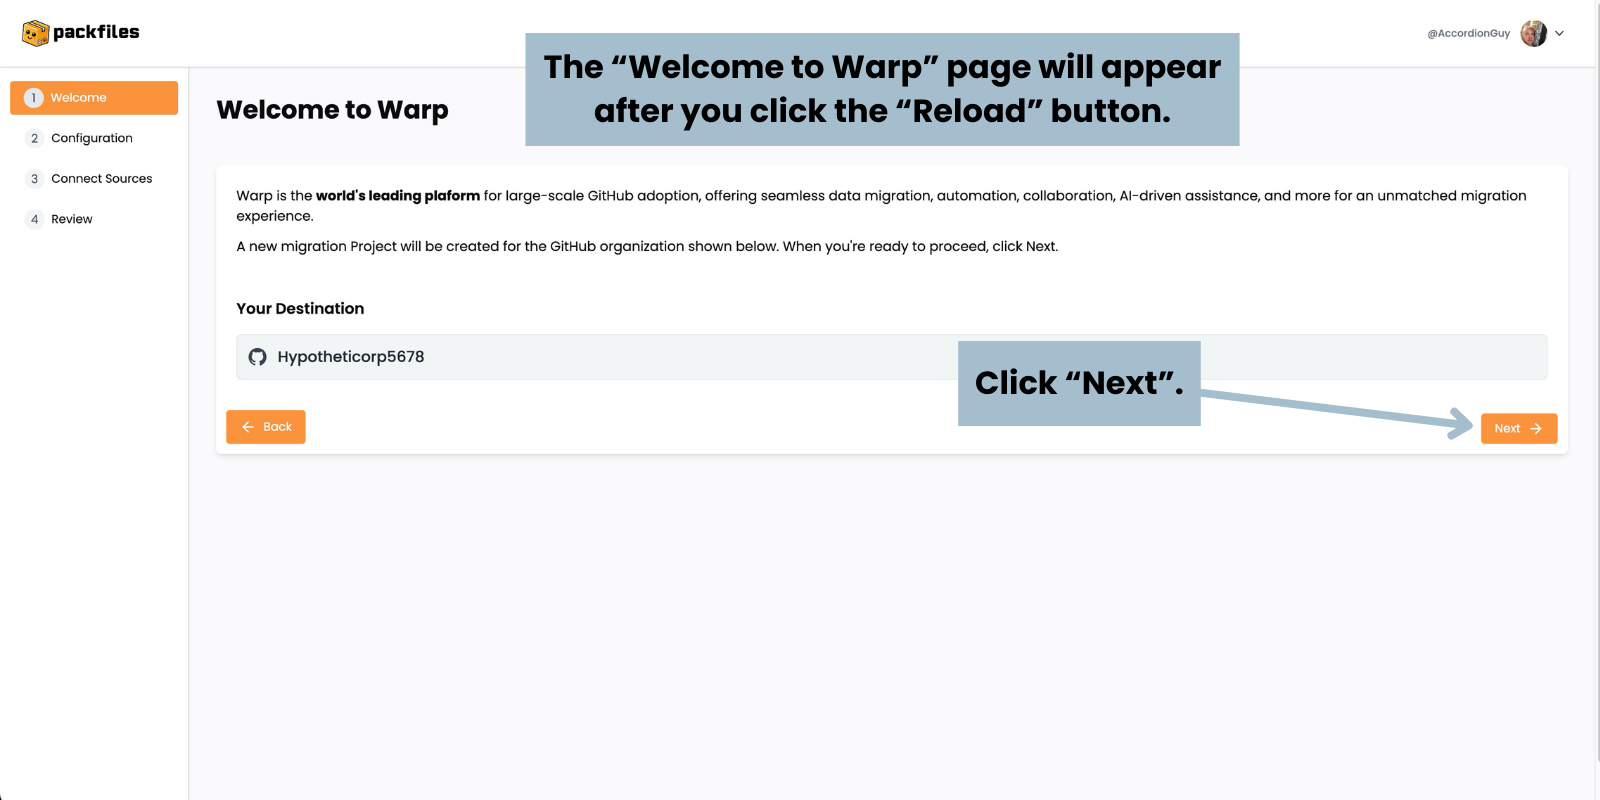 packfiles
@AccordionGuy
The “Welcome to Warp” page will appear
after you click the “Reload” button.
1 Welcome
2 Configuration
3 Connect Sources
4 Review
Welcome to Warp
Warp is the world's leading plaform for large-scale GitHub adoption, offering seamless data migration, automation, collaboration, AI-driven assistance, and more for an unmatched migration
experience.
A new migration Project will be created for the GitHub organization shown below. When you're ready to proceed, click Next.
Your Destination
Hypotheticorp5678
Click “Next”.
Back
Next